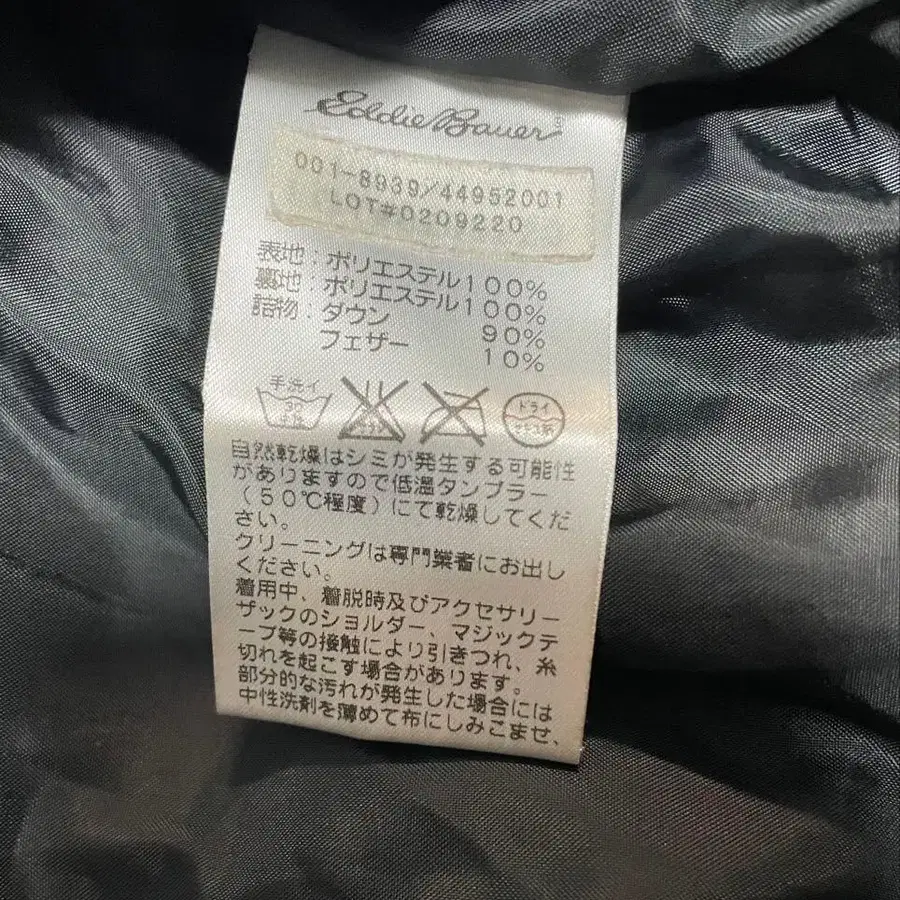 Eddie Bauer
001-8939/44952001
LOT#0209220
表地：ポリエステル100%
裏地：ポリエステル100%
詰物：ダウン 90%
フェザー 10%
手洗イ
30
中性
ドライ
自然乾燥はシミが発生する可能性
がありますので低温タンブラー
（50℃程度）にて乾燥してくだ
さい。
クリーニングは専門業者にお出し
ください。
着用中、着脱時及びアクセサリー
ザックのショルダー、マジックテ
ープ等の接触により引きつれ、糸
切れを起こす場合があります。
部分的な汚れが発生した場合には
中性洗剤を薄めて布にしみこませ、